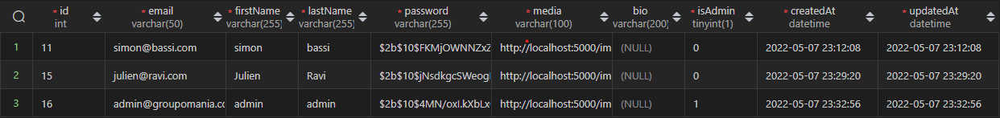 * id * email * firstName * lastName * password * media bio * isAdmin * createdAt * updatedAt
int varchar(50) varchar(255) varchar(255) varchar(255) varchar(100) varchar(200) tinyint(1) datetime datetime
1 11 simon@bassi.com simon bassi $2b$10$FKMjOWNNZxZ http://localhost:5000/im (NULL) 0 2022-05-07 23:12:08 2022-05-07 23:12:08
2 15 julien@ravi.com Julien Ravi $2b$10$jNsdkgcSWeogI http://localhost:5000/im (NULL) 0 2022-05-07 23:29:20 2022-05-07 23:29:20
3 16 admin@groupomania.co admin admin $2b$10$4MN/oxI.kXbLx http://localhost:5000/im (NULL) 1 2022-05-07 23:32:56 2022-05-07 23:32:56